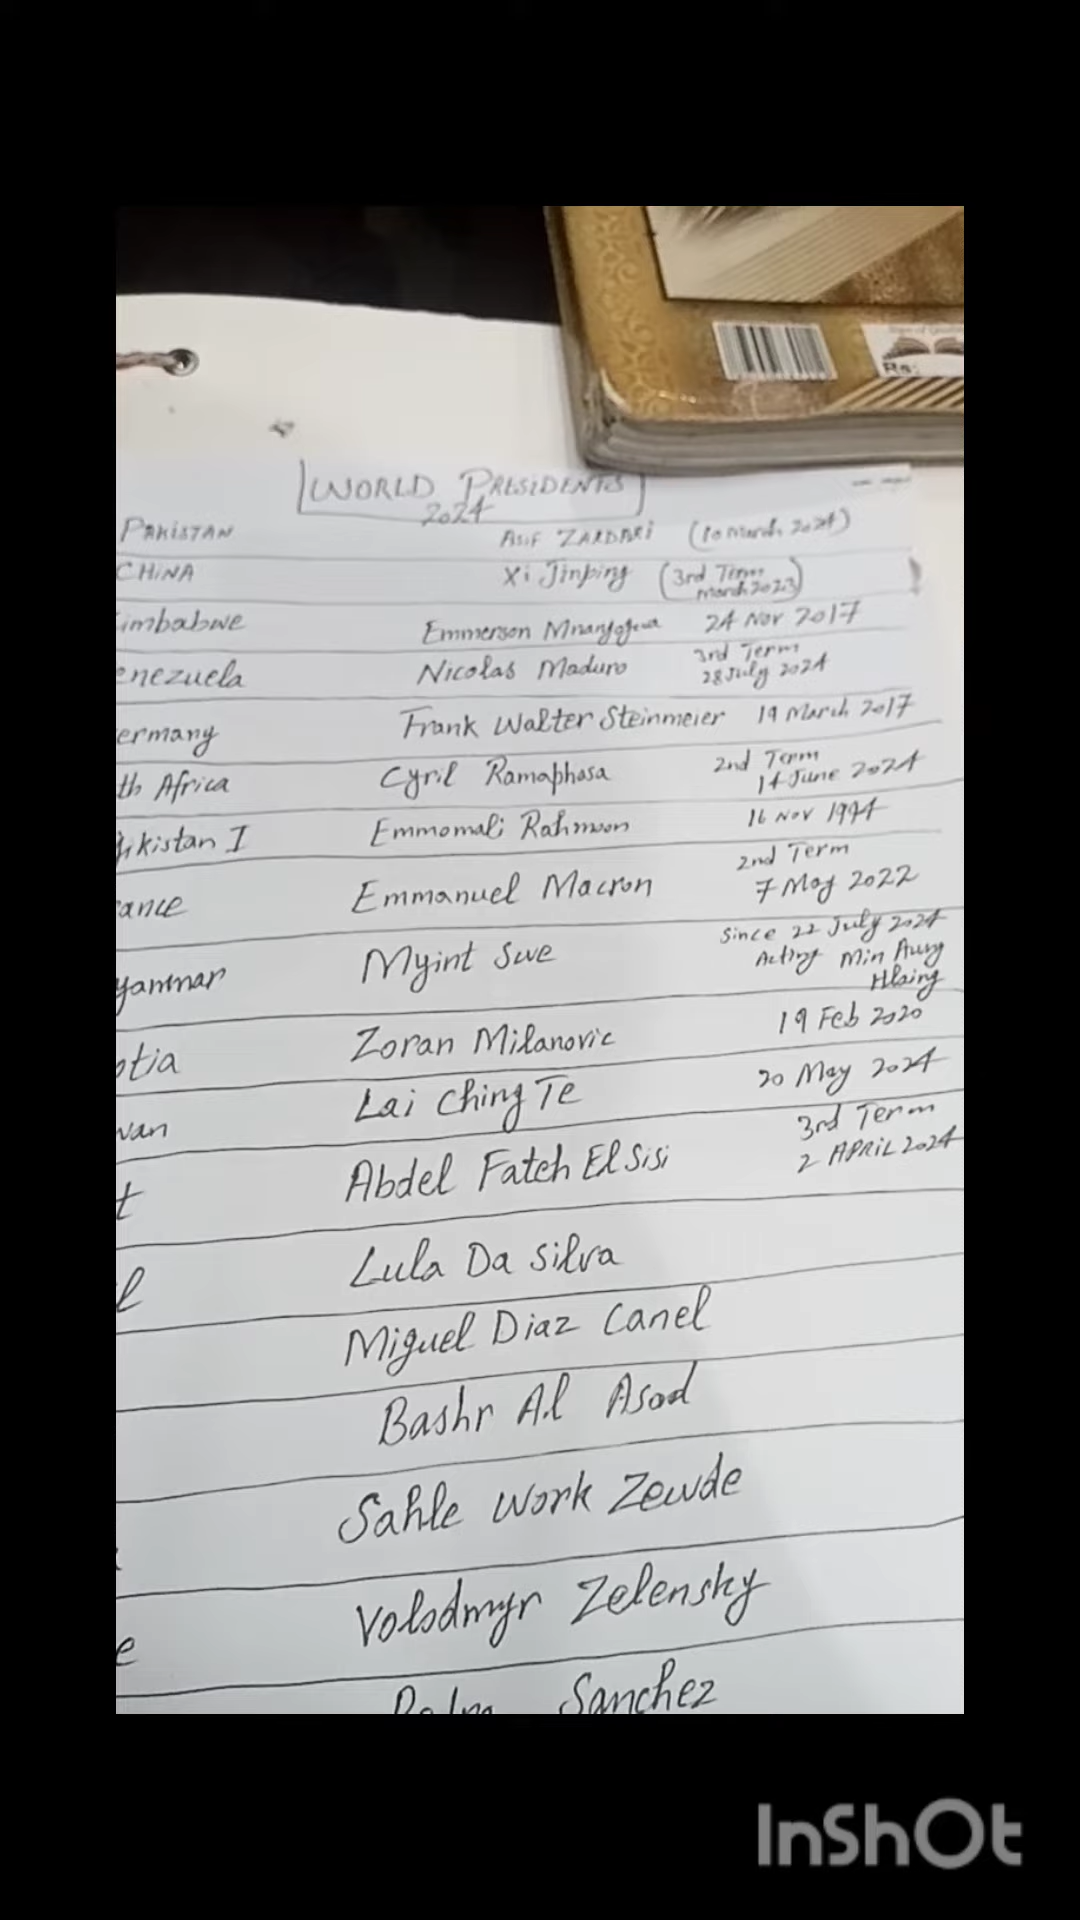 WORLD PRESIDENTS
2024
PAKISTAN ASIF ZARDARI (10 March 2024)
CHINA Xi Jinping (3rd Term
March 2023)
imbabwe Emmerson Mnangagwa 24 Nov 2017
enezuela Nicolas Maduro 3rd Term
28 July 2024
ermany Frank Walter Steinmeier 19 March 2017
th Africa Cyril Ramaphosa 2nd Term
14 June 2024
jikistan I Emmomali Rahmoon 16 Nov 1994
ance Emmanuel Macron 2nd Term
7 May 2022
yanmar Myint Swe Since 22 July 2024
Acting Min Aung
Hlaing
otia Zoran Milanovic 19 Feb 2020
wan Lai Ching Te 20 May 2024
t Abdel Fateh El Sisi 3rd Term
2 APRIL 2024
l Lula Da Silva
Miguel Diaz Canel
Bashr Al Asad
Sahle Work Zewde
e Volodmyr Zelensky
Sanchez
Rs:
InShOt